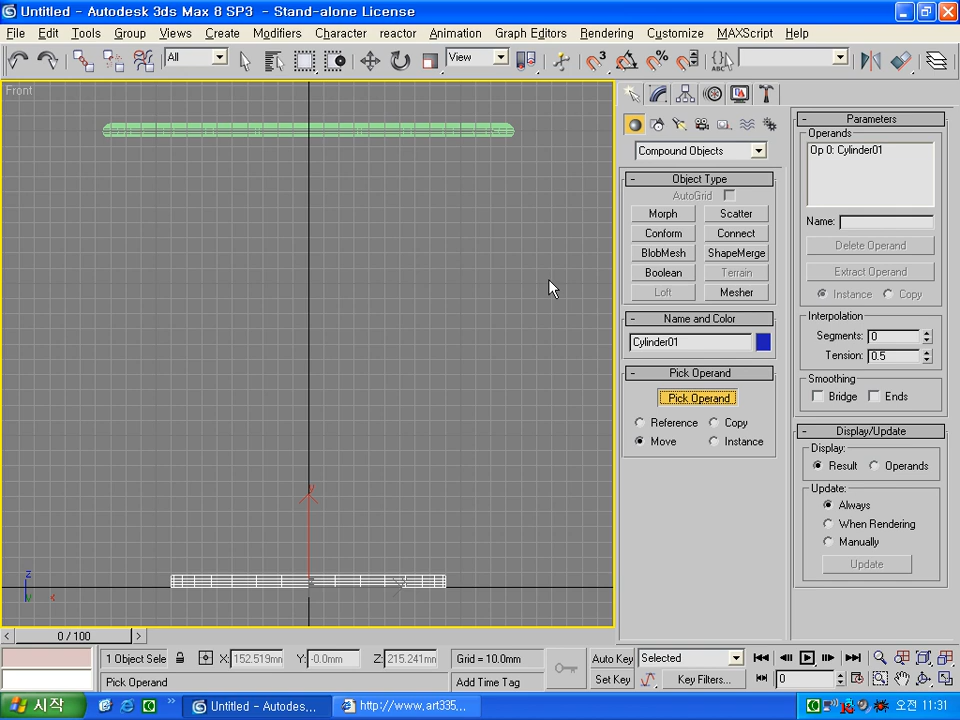 Untitled - Autodesk 3ds Max 8 SP3 - Stand-alone License
File Edit Tools Group Views Create Modifiers Character reactor Animation Graph Editors Rendering Customize MAXScript Help
All View
Front
Compound Objects
- Object Type
AutoGrid
Morph Scatter
Conform Connect
BlobMesh ShapeMerge
Boolean Terrain
Loft Mesher
- Name and Color
Cylinder01
- Pick Operand
Pick Operand
Reference Copy
Move Instance
- Parameters
Operands
Op 0: Cylinder01
Name:
Delete Operand
Extract Operand
Instance Copy
Interpolation
Segments: 0
Tension: 0.5
Smoothing
Bridge Ends
- Display/Update
Display:
Result Operands
Update:
Always
When Rendering
Manually
Update
y
z
x
< 0 / 100 >
1 Object Sele X: 152.519mm Y: -0.0mm Z: 215.241mm Grid = 10.0mm Auto Key Selected
Pick Operand Add Time Tag Set Key Key Filters... 0
시작 Untitled - Autodes... http://www.art335... 오전 11:31